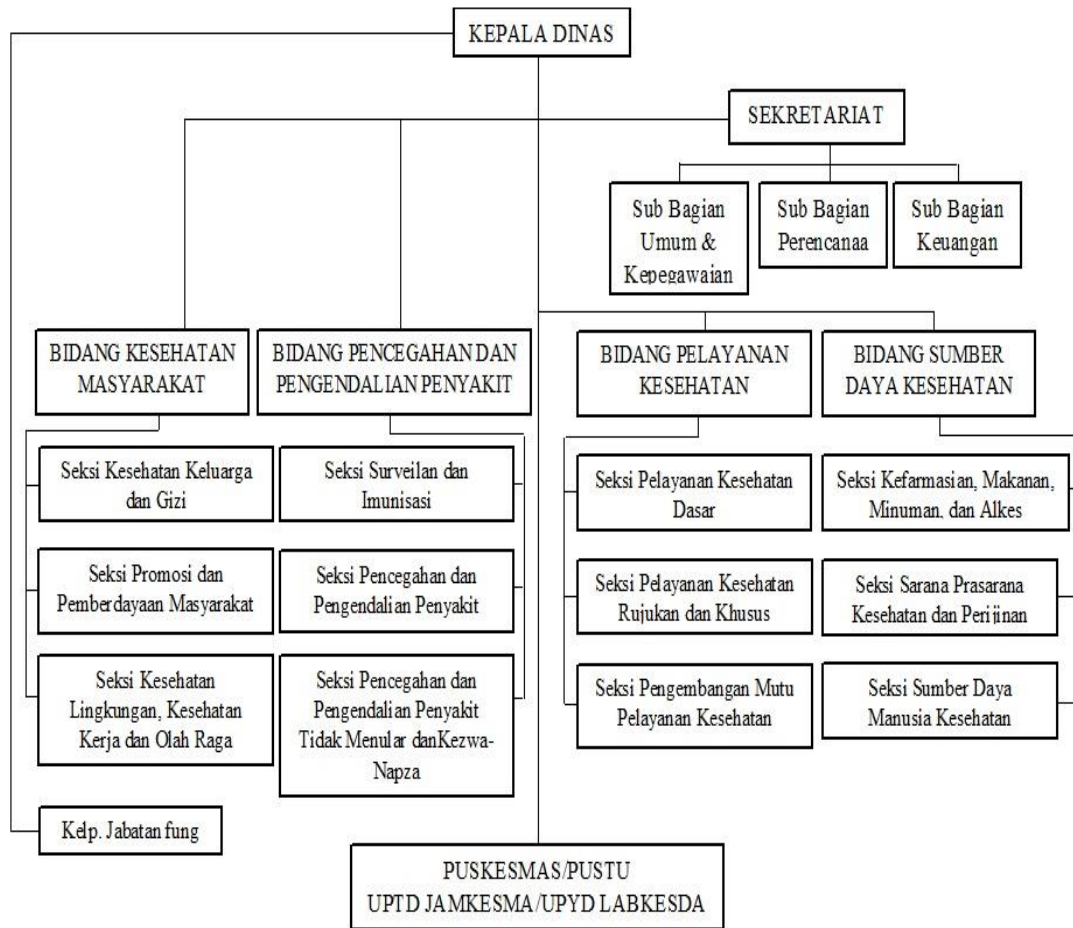 KEPALA DINAS
SEKRETARIAT
Sub Bagian
Umum &
Kepegawaian
Sub Bagian
Perencanaa
Sub Bagian
Keuangan
BIDANG KESEHATAN
MASYARAKAT
BIDANG PENCEGAHAN DAN
PENGENDALIAN PENYAKIT
BIDANG PELAYANAN
KESEHATAN
BIDANG SUMBER
DAYA KESEHATAN
Seksi Kesehatan Keluarga
dan Gizi
Seksi Surveilan dan
Imunisasi
Seksi Pelayanan Kesehatan
Dasar
Seksi Kefarmasian, Makanan,
Minuman, dan Alkes
Seksi Promosi dan
Pemberdayaan Masyarakat
Seksi Pencegahan dan
Pengendalian Penyakit
Seksi Pelayanan Kesehatan
Rujukan dan Khusus
Seksi Sarana Prasarana
Kesehatan dan Perijinan
Seksi Kesehatan
Lingkungan, Kesehatan
Kerja dan Olah Raga
Seksi Pencegahan dan
Pengendalian Penyakit
Tidak Menular danKezwa-
Napza
Seksi Pengembangan Mutu
Pelayanan Kesehatan
Seksi Sumber Daya
Manusia Kesehatan
Kelp. Jabatan fung
PUSKESMAS/PUSTU
UPTD JAMKESMA/UPYD LABKESDA